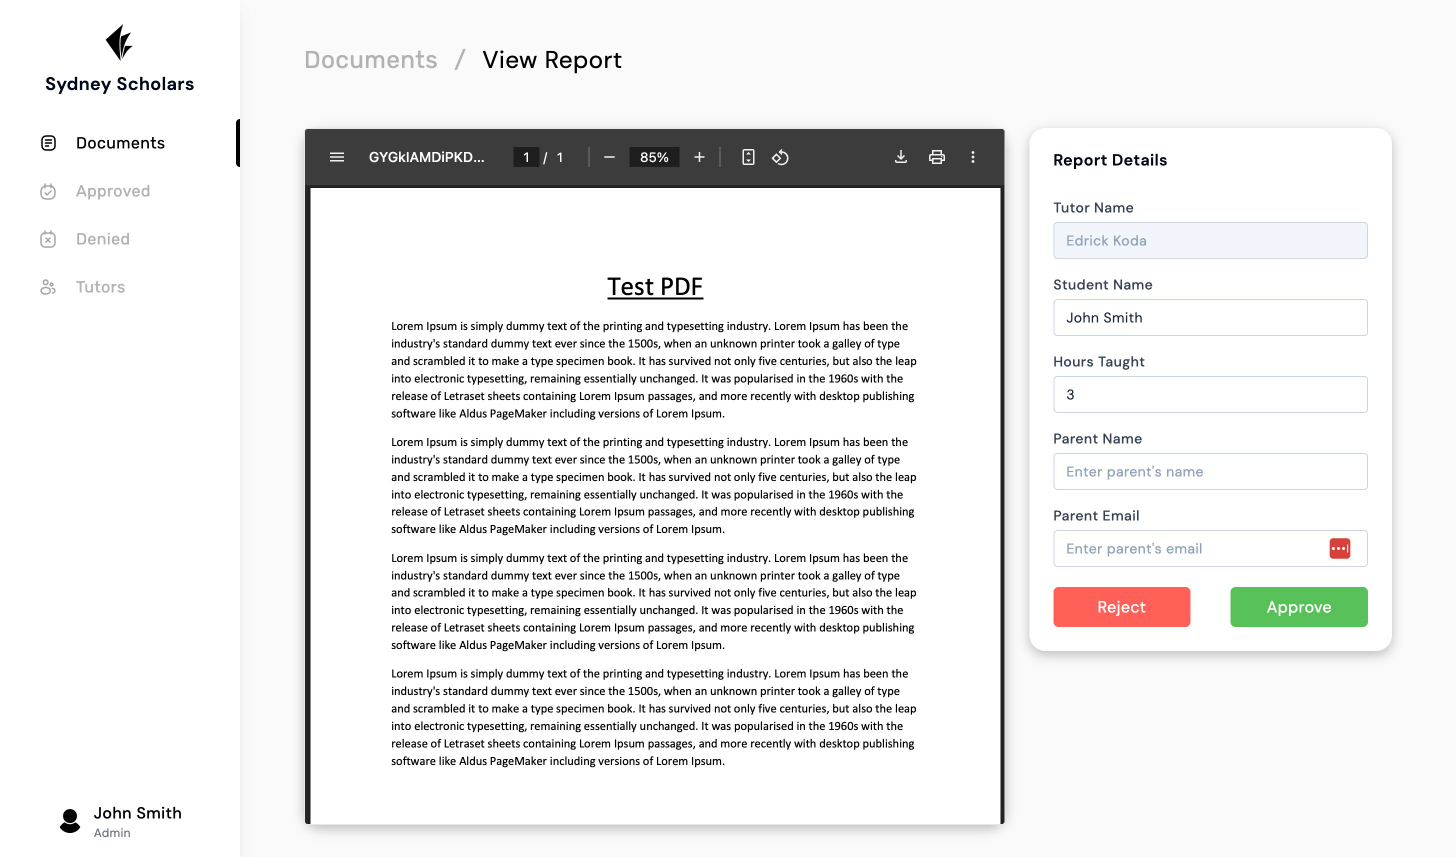 Sydney Scholars
Documents
Approved
Denied
Tutors
John Smith
Admin
Documents / View Report
GYGklAMDiPKD... 1 / 1 85%
Test PDF
Lorem Ipsum is simply dummy text of the printing and typesetting industry. Lorem Ipsum has been the
industry's standard dummy text ever since the 1500s, when an unknown printer took a galley of type
and scrambled it to make a type specimen book. It has survived not only five centuries, but also the leap
into electronic typesetting, remaining essentially unchanged. It was popularised in the 1960s with the
release of Letraset sheets containing Lorem Ipsum passages, and more recently with desktop publishing
software like Aldus PageMaker including versions of Lorem Ipsum.
Lorem Ipsum is simply dummy text of the printing and typesetting industry. Lorem Ipsum has been the
industry's standard dummy text ever since the 1500s, when an unknown printer took a galley of type
and scrambled it to make a type specimen book. It has survived not only five centuries, but also the leap
into electronic typesetting, remaining essentially unchanged. It was popularised in the 1960s with the
release of Letraset sheets containing Lorem Ipsum passages, and more recently with desktop publishing
software like Aldus PageMaker including versions of Lorem Ipsum.
Lorem Ipsum is simply dummy text of the printing and typesetting industry. Lorem Ipsum has been the
industry's standard dummy text ever since the 1500s, when an unknown printer took a galley of type
and scrambled it to make a type specimen book. It has survived not only five centuries, but also the leap
into electronic typesetting, remaining essentially unchanged. It was popularised in the 1960s with the
release of Letraset sheets containing Lorem Ipsum passages, and more recently with desktop publishing
software like Aldus PageMaker including versions of Lorem Ipsum.
Lorem Ipsum is simply dummy text of the printing and typesetting industry. Lorem Ipsum has been the
industry's standard dummy text ever since the 1500s, when an unknown printer took a galley of type
and scrambled it to make a type specimen book. It has survived not only five centuries, but also the leap
into electronic typesetting, remaining essentially unchanged. It was popularised in the 1960s with the
release of Letraset sheets containing Lorem Ipsum passages, and more recently with desktop publishing
software like Aldus PageMaker including versions of Lorem Ipsum.
Report Details
Tutor Name
Edrick Koda
Student Name
John Smith
Hours Taught
3
Parent Name
Enter parent's name
Parent Email
Enter parent's email
Reject
Approve